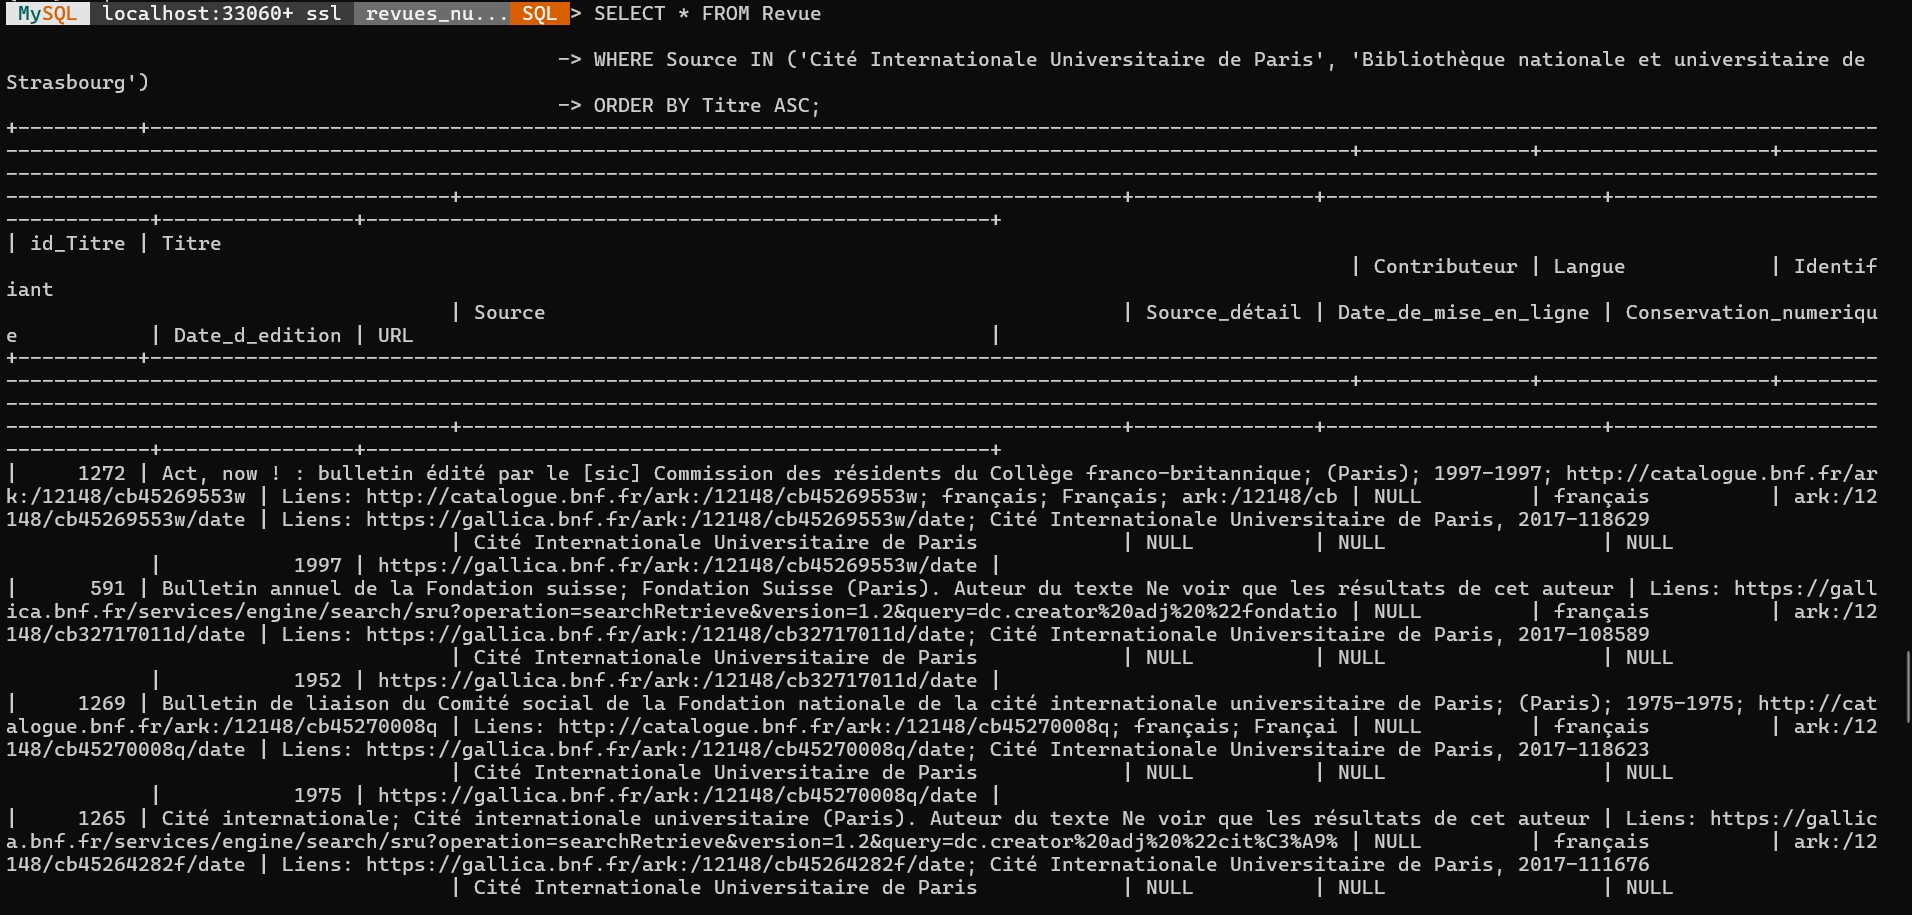 MySQL localhost:33060+ ssl revues_nu... SQL > SELECT * FROM Revue
-> WHERE Source IN ('Cité Internationale Universitaire de Paris', 'Bibliothèque nationale et universitaire de
Strasbourg')
-> ORDER BY Titre ASC;
| id_Titre | Titre
| Contributeur | Langue | Identif
iant
| Source | Source_détail | Date_de_mise_en_ligne | Conservation_numeriqu
e | Date_d_edition | URL |
| 1272 | Act, now ! : bulletin édité par le [sic] Commission des résidents du Collège franco-britannique; (Paris); 1997-1997; http://catalogue.bnf.fr/ar
k:/12148/cb45269553w | Liens: http://catalogue.bnf.fr/ark:/12148/cb45269553w; français; Français; ark:/12148/cb | NULL | français | ark:/12
148/cb45269553w/date | Liens: https://gallica.bnf.fr/ark:/12148/cb45269553w/date; Cité Internationale Universitaire de Paris, 2017-118629
| Cité Internationale Universitaire de Paris | NULL | NULL | NULL
| 1997 | https://gallica.bnf.fr/ark:/12148/cb45269553w/date |
| 591 | Bulletin annuel de la Fondation suisse; Fondation Suisse (Paris). Auteur du texte Ne voir que les résultats de cet auteur | Liens: https://gall
ica.bnf.fr/services/engine/search/sru?operation=searchRetrieve&version=1.2&query=dc.creator%20adj%20%22fondatio | NULL | français | ark:/12
148/cb32717011d/date | Liens: https://gallica.bnf.fr/ark:/12148/cb32717011d/date; Cité Internationale Universitaire de Paris, 2017-108589
| Cité Internationale Universitaire de Paris | NULL | NULL | NULL
| 1952 | https://gallica.bnf.fr/ark:/12148/cb32717011d/date |
| 1269 | Bulletin de liaison du Comité social de la Fondation nationale de la cité internationale universitaire de Paris; (Paris); 1975-1975; http://cat
alogue.bnf.fr/ark:/12148/cb45270008q | Liens: http://catalogue.bnf.fr/ark:/12148/cb45270008q; français; Françai | NULL | français | ark:/12
148/cb45270008q/date | Liens: https://gallica.bnf.fr/ark:/12148/cb45270008q/date; Cité Internationale Universitaire de Paris, 2017-118623
| Cité Internationale Universitaire de Paris | NULL | NULL | NULL
| 1975 | https://gallica.bnf.fr/ark:/12148/cb45270008q/date |
| 1265 | Cité internationale; Cité internationale universitaire (Paris). Auteur du texte Ne voir que les résultats de cet auteur | Liens: https://gallic
a.bnf.fr/services/engine/search/sru?operation=searchRetrieve&version=1.2&query=dc.creator%20adj%20%22cit%C3%A9% | NULL | français | ark:/12
148/cb45264282f/date | Liens: https://gallica.bnf.fr/ark:/12148/cb45264282f/date; Cité Internationale Universitaire de Paris, 2017-111676
| Cité Internationale Universitaire de Paris | NULL | NULL | NULL